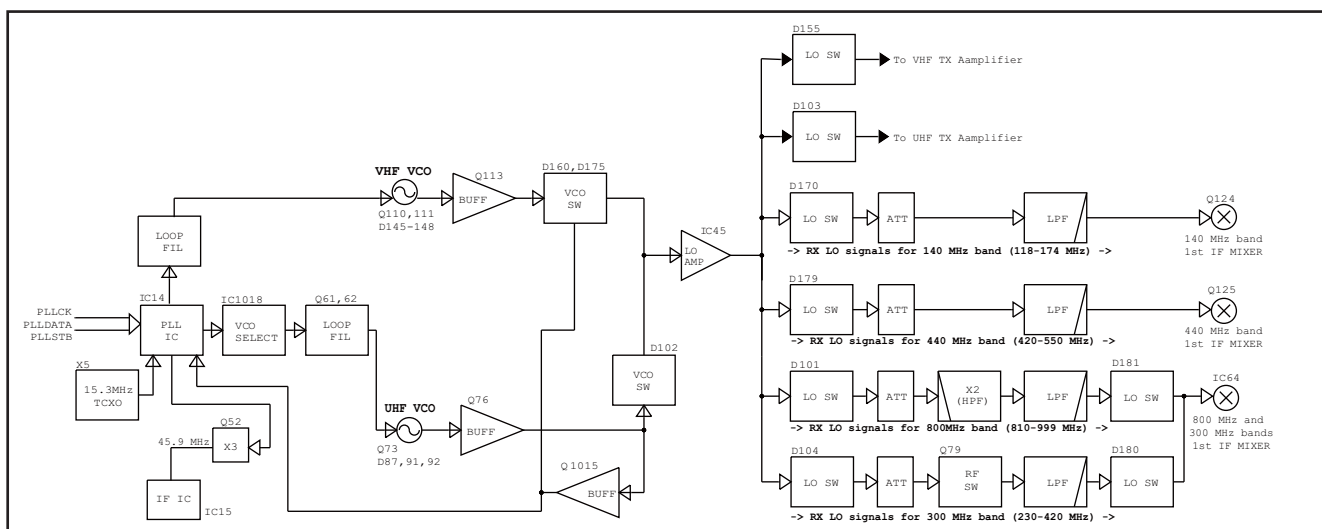 D155
LO SW
To VHF TX Aamplifier
D103
LO SW
To UHF TX Aamplifier
VHF VCO
Q110,111
D145-148
Q113
BUFF
D160,D175
VCO
SW
LOOP
FIL
IC45
LO
AMP
D170
LO SW
ATT
LPF
Q124
140 MHz band
1st IF MIXER
-> RX LO signals for 140 MHz band (118-174 MHz) ->
PLLCK
PLLDATA
PLLSTB
IC14
PLL
IC
IC1018
VCO
SELECT
Q61,62
LOOP
FIL
D179
LO SW
ATT
LPF
Q125
440 MHz band
1st IF MIXER
-> RX LO signals for 440 MHz band (420-550 MHz) ->
X5
15.3MHz
TCXO
D102
VCO
SW
UHF VCO
Q73
D87,91,92
Q76
BUFF
D101
LO SW
ATT
X2
(HPF)
LPF
D181
LO SW
IC64
800 MHz and
300 MHz bands
1st IF MIXER
-> RX LO signals for 800MHz band (810-999 MHz) ->
Q52
45.9 MHz
X3
IF IC
IC15
Q1015
BUFF
D104
LO SW
ATT
Q79
RF
SW
LPF
D180
LO SW
-> RX LO signals for 300 MHz band (230-420 MHz) ->